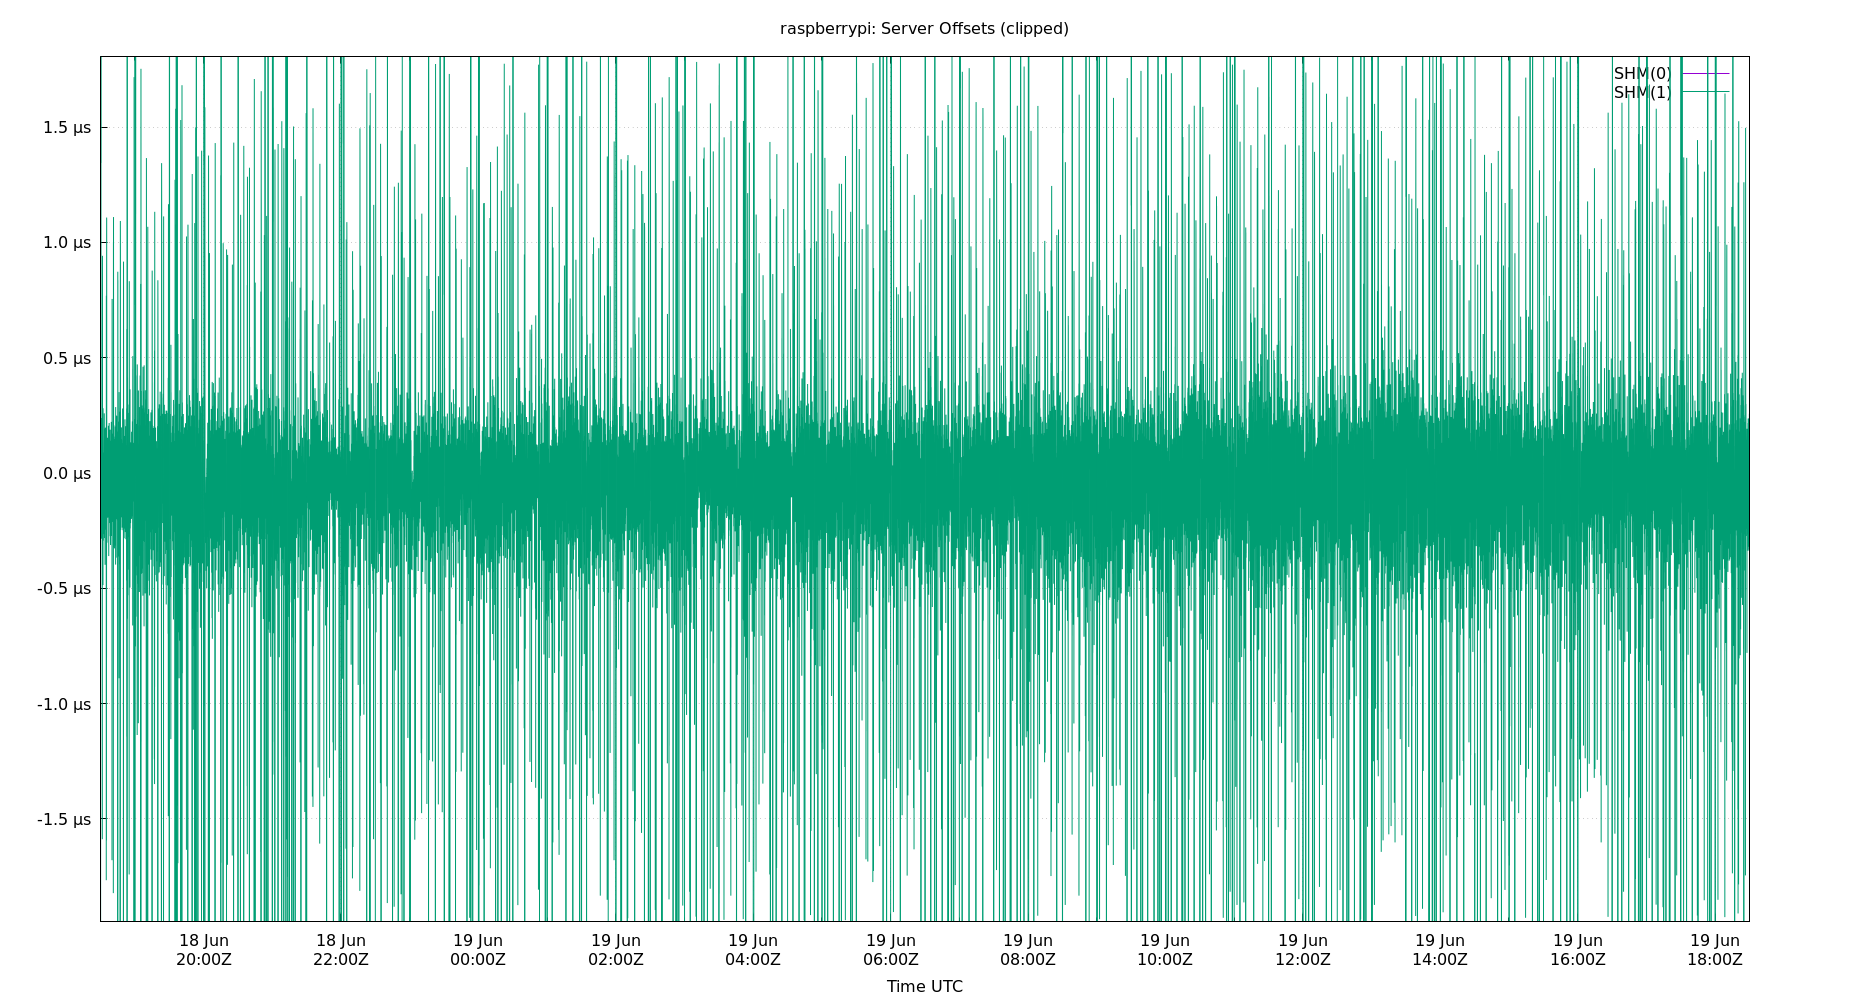 raspberrypi: Server Offsets (clipped)
SHM(0)
SHM(1)
1.5 µs
1.0 µs
0.5 µs
0.0 µs
-0.5 µs
-1.0 µs
-1.5 µs
18 Jun 18 Jun 19 Jun 19 Jun 19 Jun 19 Jun 19 Jun 19 Jun 19 Jun 19 Jun 19 Jun 19 Jun
20:00Z 22:00Z 00:00Z 02:00Z 04:00Z 06:00Z 08:00Z 10:00Z 12:00Z 14:00Z 16:00Z 18:00Z
Time UTC